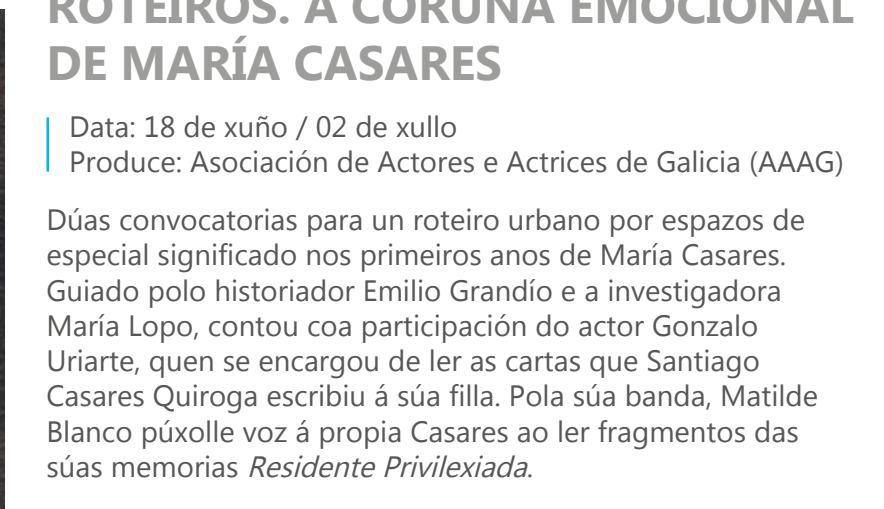 ROTEIROS. A CORUÑA EMOCIONAL
DE MARÍA CASARES
Data: 18 de xuño / 02 de xullo
Produce: Asociación de Actores e Actrices de Galicia (AAAG)
Dúas convocatorias para un roteiro urbano por espazos de
especial significado nos primeiros anos de María Casares.
Guiado polo historiador Emilio Grandío e a investigadora
María Lopo, contou coa participación do actor Gonzalo
Uriarte, quen se encargou de ler as cartas que Santiago
Casares Quiroga escribiu á súa filla. Pola súa banda, Matilde
Blanco púxolle voz á propia Casares ao ler fragmentos das
súas memorias Residente Privilexiada.